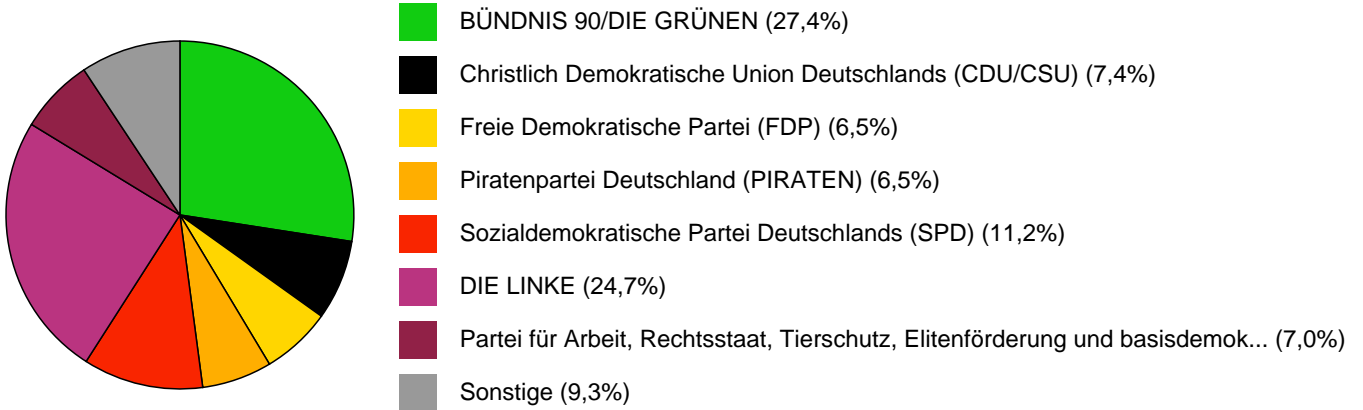 BÜNDNIS 90/DIE GRÜNEN (27,4%)
Christlich Demokratische Union Deutschlands (CDU/CSU) (7,4%)
Freie Demokratische Partei (FDP) (6,5%)
Piratenpartei Deutschland (PIRATEN) (6,5%)
Sozialdemokratische Partei Deutschlands (SPD) (11,2%)
DIE LINKE (24,7%)
Partei für Arbeit, Rechtsstaat, Tierschutz, Elitenförderung und basisdemok... (7,0%)
Sonstige (9,3%)